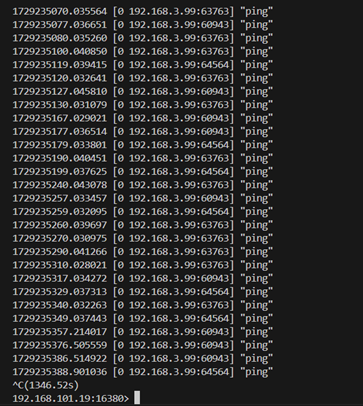 1729235070.035564 [0 192.168.3.99:63763] "ping"
1729235077.036651 [0 192.168.3.99:60943] "ping"
1729235080.035260 [0 192.168.3.99:63763] "ping"
1729235100.040850 [0 192.168.3.99:63763] "ping"
1729235119.039415 [0 192.168.3.99:64564] "ping"
1729235120.032641 [0 192.168.3.99:63763] "ping"
1729235127.045810 [0 192.168.3.99:60943] "ping"
1729235130.031079 [0 192.168.3.99:63763] "ping"
1729235167.029021 [0 192.168.3.99:60943] "ping"
1729235177.036514 [0 192.168.3.99:60943] "ping"
1729235179.033801 [0 192.168.3.99:64564] "ping"
1729235190.040451 [0 192.168.3.99:63763] "ping"
1729235199.037625 [0 192.168.3.99:64564] "ping"
1729235240.043078 [0 192.168.3.99:63763] "ping"
1729235257.033457 [0 192.168.3.99:60943] "ping"
1729235259.032095 [0 192.168.3.99:64564] "ping"
1729235260.039697 [0 192.168.3.99:63763] "ping"
1729235270.030975 [0 192.168.3.99:63763] "ping"
1729235290.041266 [0 192.168.3.99:63763] "ping"
1729235310.028021 [0 192.168.3.99:63763] "ping"
1729235317.034272 [0 192.168.3.99:60943] "ping"
1729235329.037313 [0 192.168.3.99:64564] "ping"
1729235340.032263 [0 192.168.3.99:63763] "ping"
1729235349.037443 [0 192.168.3.99:64564] "ping"
1729235357.214017 [0 192.168.3.99:60943] "ping"
1729235376.505559 [0 192.168.3.99:60943] "ping"
1729235386.514922 [0 192.168.3.99:60943] "ping"
1729235388.901036 [0 192.168.3.99:64564] "ping"
^C(1346.52s)
192.168.101.19:16380>